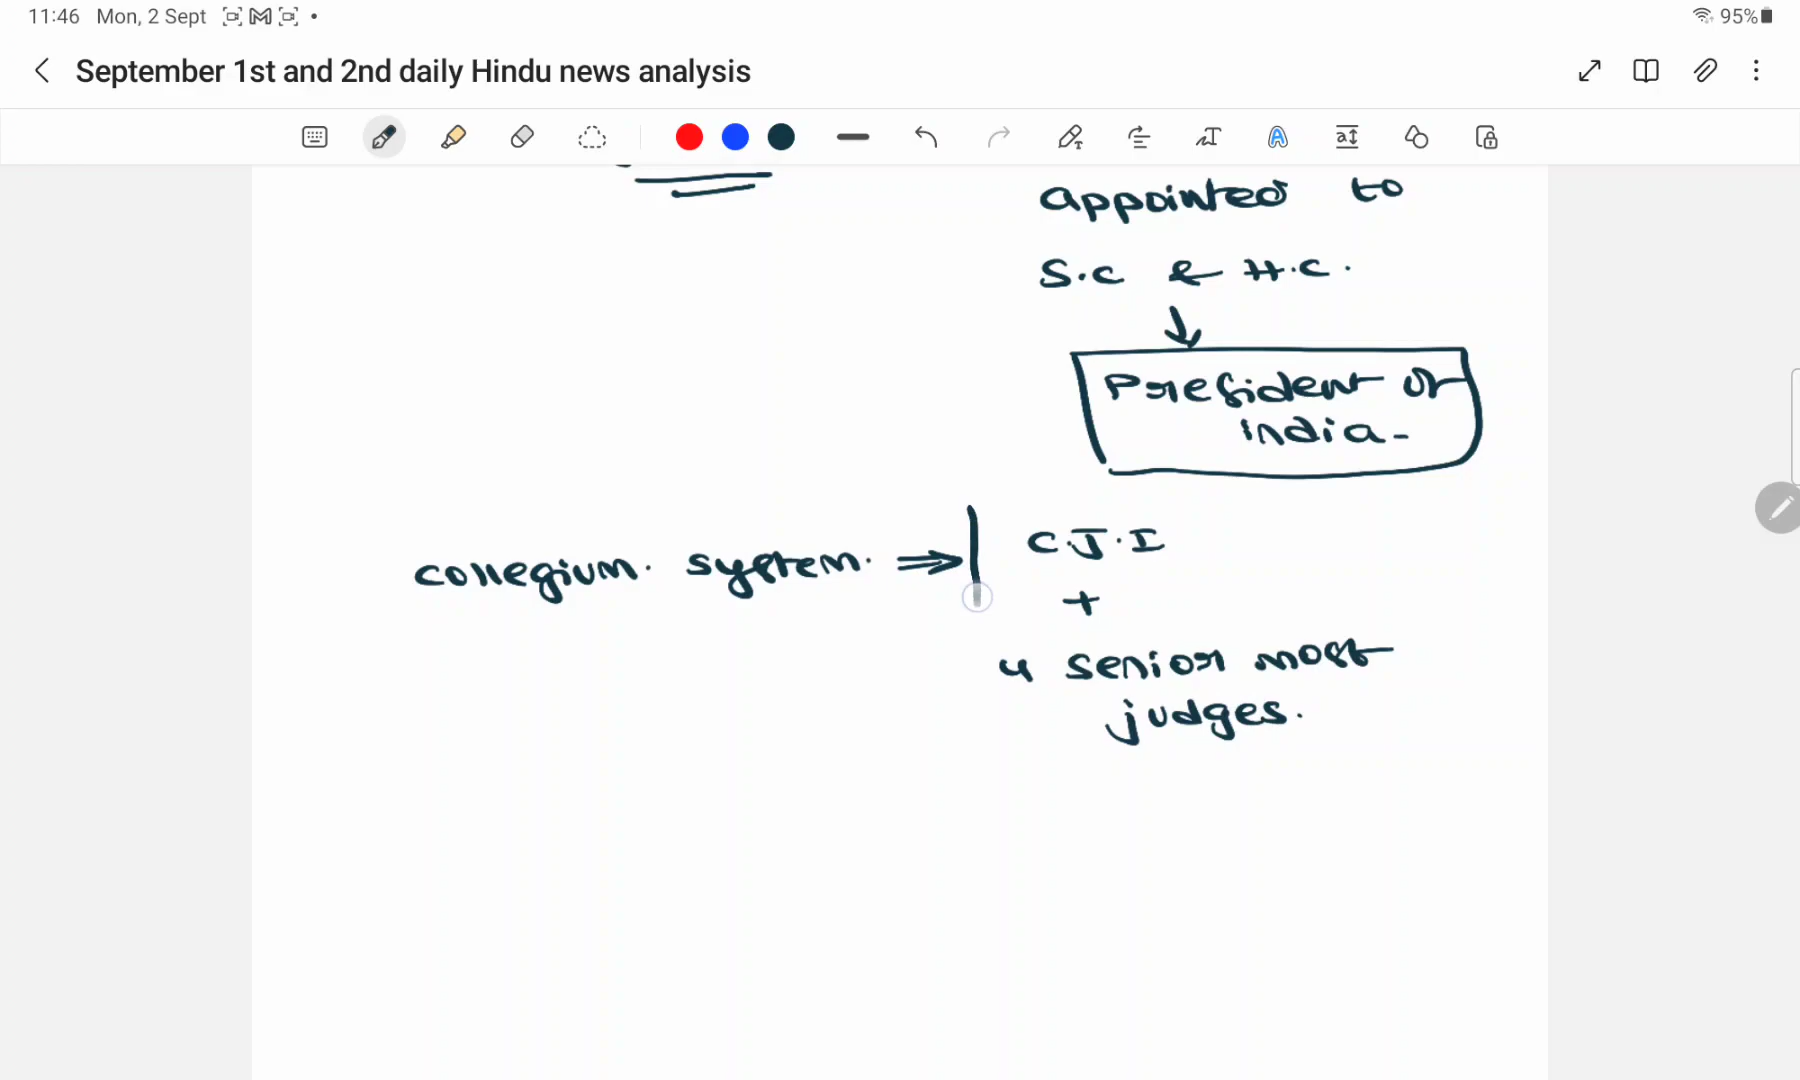 11:46 Mon, 2 Sept 95%
September 1st and 2nd daily Hindu news analysis
appointed to
S.C & H.C.
President of
india-
collegium. system. ⇒ C.J.I
+
4 senior most
judges.